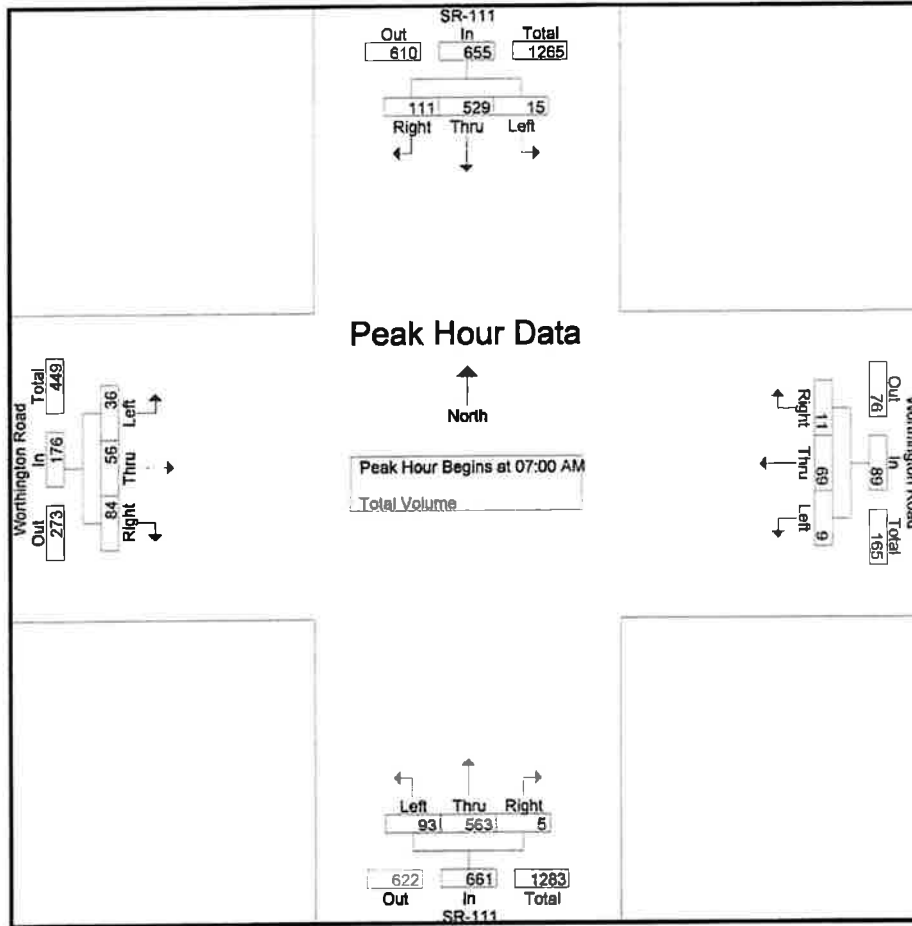 SR-111
Out In Total
610 655 1265
111 529 15
Right Thru Left
Peak Hour Data
North
Peak Hour Begins at 07:00 AM
Total Volume
Worthington Road
Total In Out
449 176 273
36 56 84
Left Thru Right
Right Thru Left
11 69 9
Out In Total
76 89 165
Worthington Road
Left Thru Right
93 563 5
622 661 1283
Out In Total
SR-111